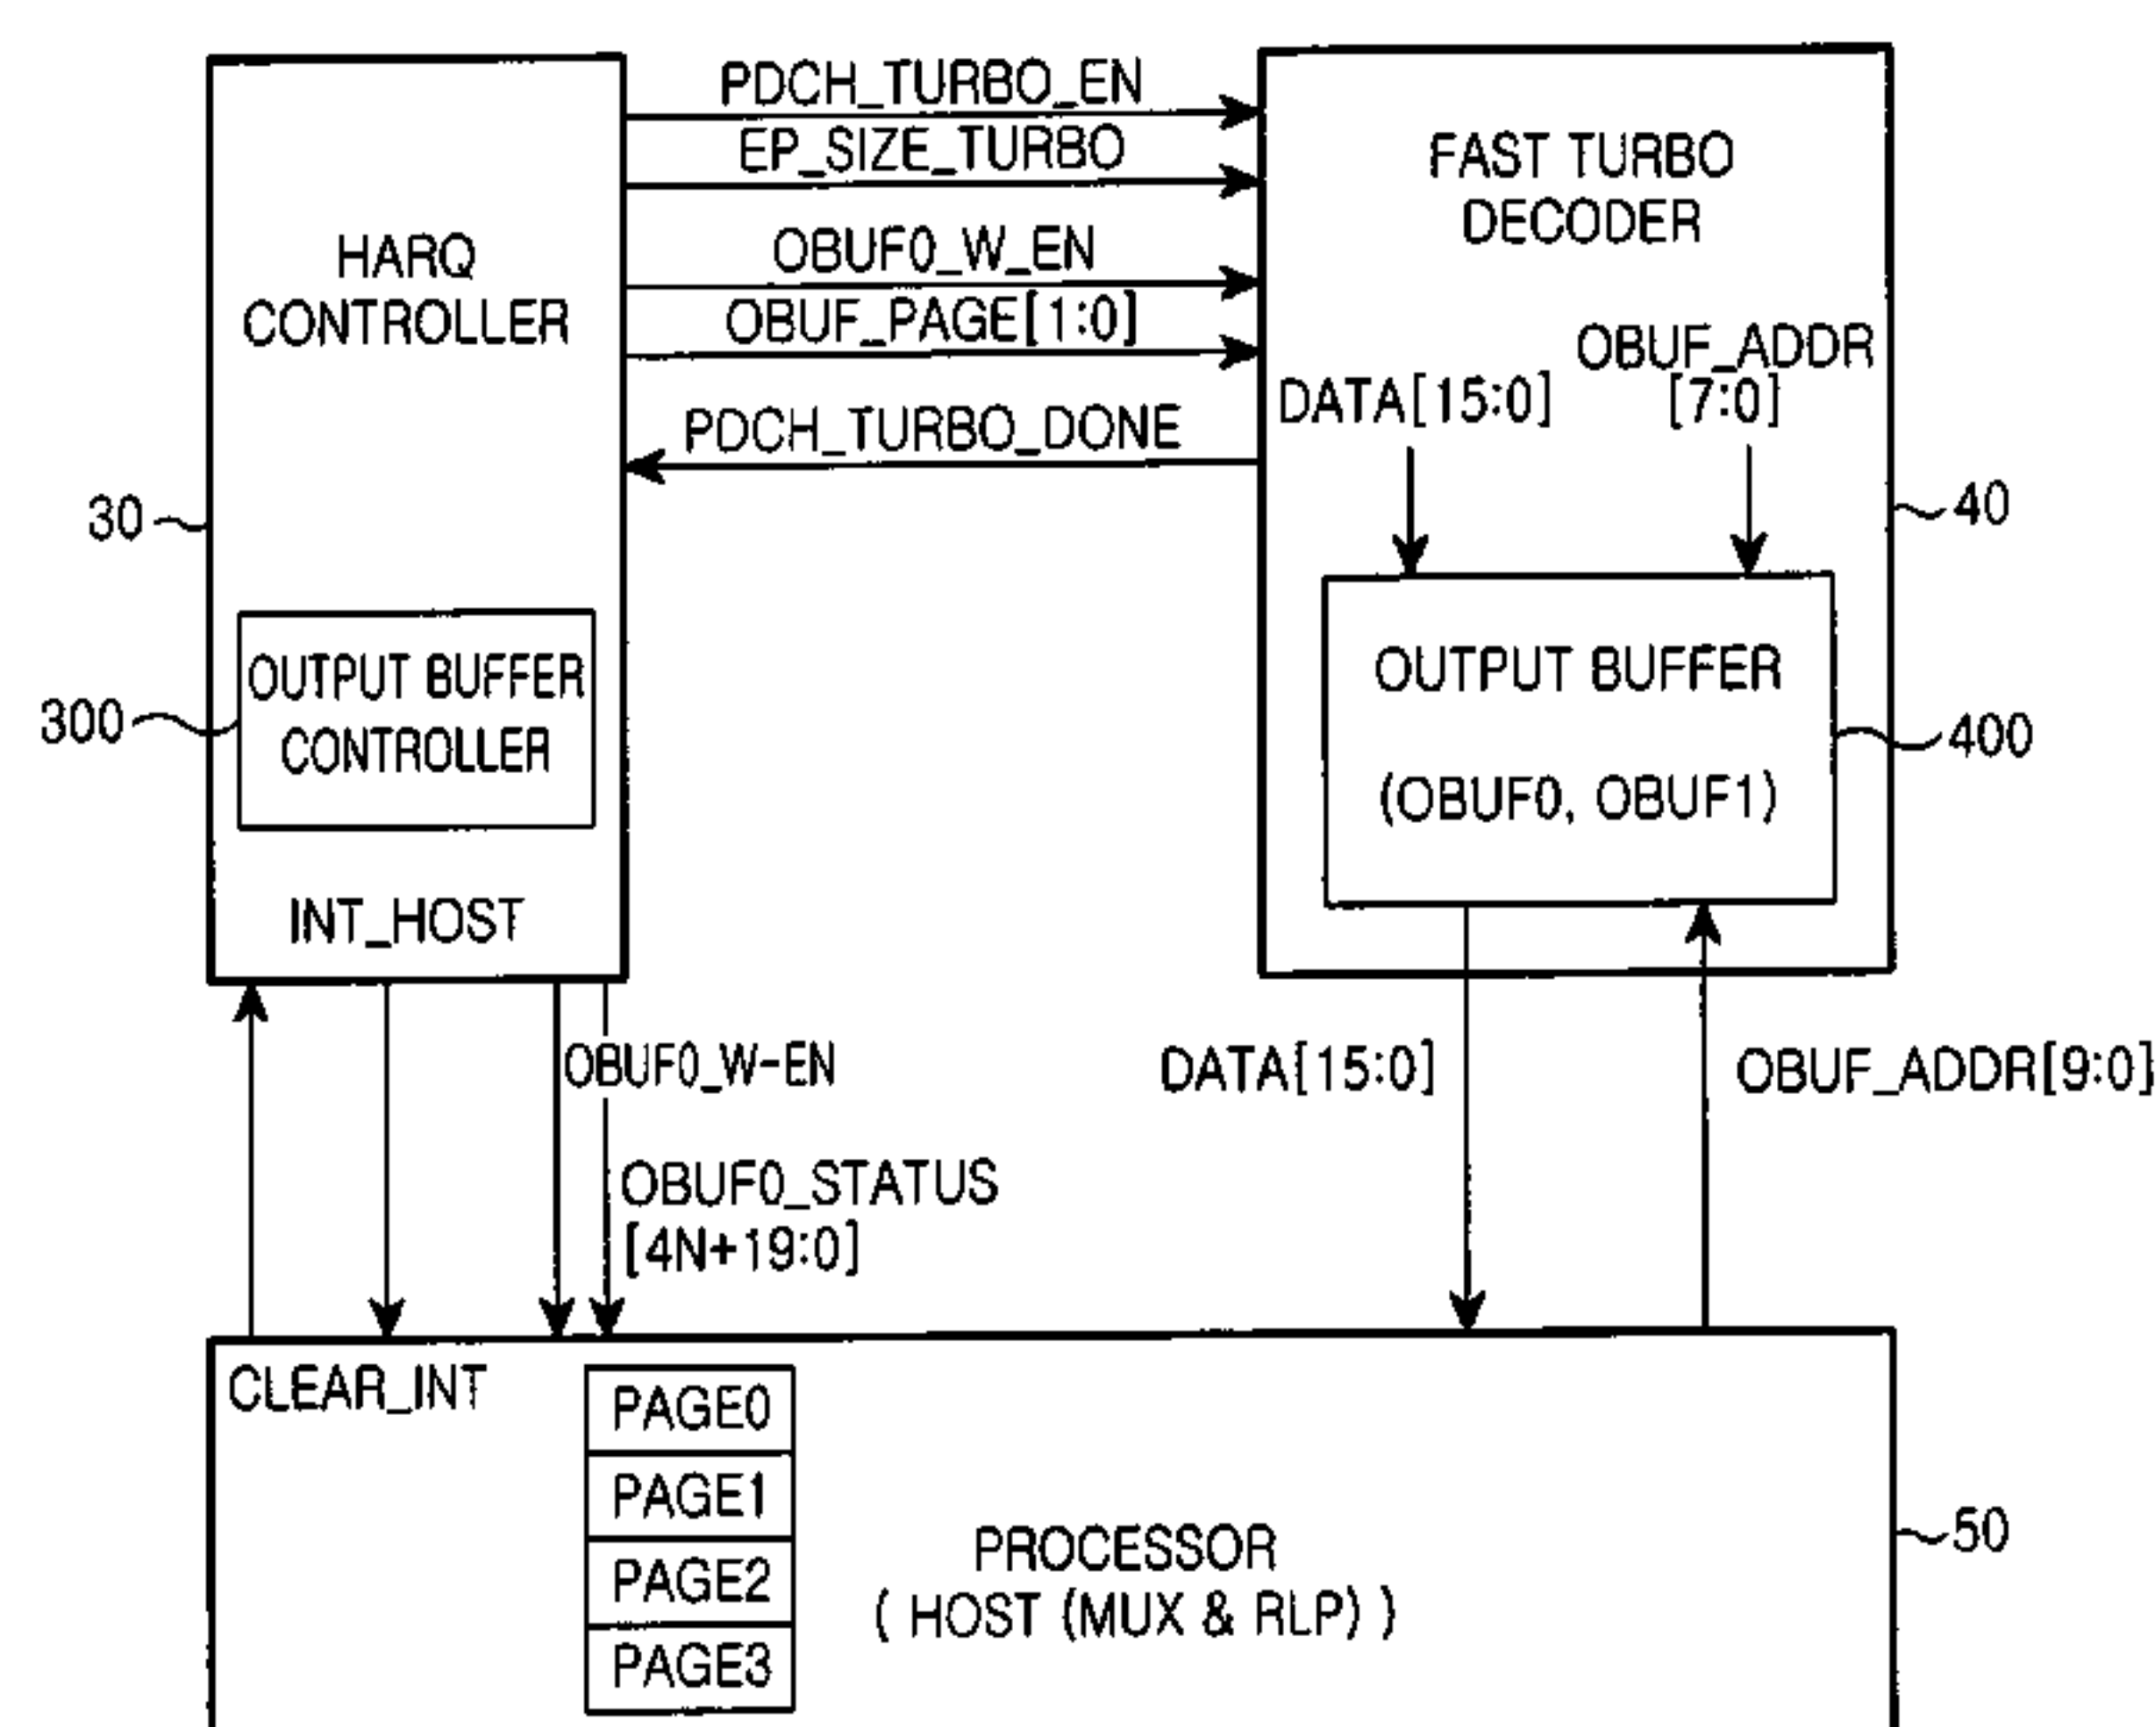 PDCH_TURBO_EN
EP_SIZE_TURBO
OBUF0_W_EN
OBUF_PAGE[1:0]
PDCH_TURBO_DONE
HARQ
CONTROLLER
30
OUTPUT BUFFER
CONTROLLER
300
INT_HOST
FAST TURBO
DECODER
DATA[15:0]
OBUF_ADDR
[7:0]
40
OUTPUT BUFFER
(OBUF0, OBUF1)
400
OBUF0_W-EN
OBUF0_STATUS
[4N+19:0]
DATA[15:0]
OBUF_ADDR[9:0]
CLEAR_INT
PAGE0
PAGE1
PAGE2
PAGE3
PROCESSOR
( HOST (MUX & RLP) )
50